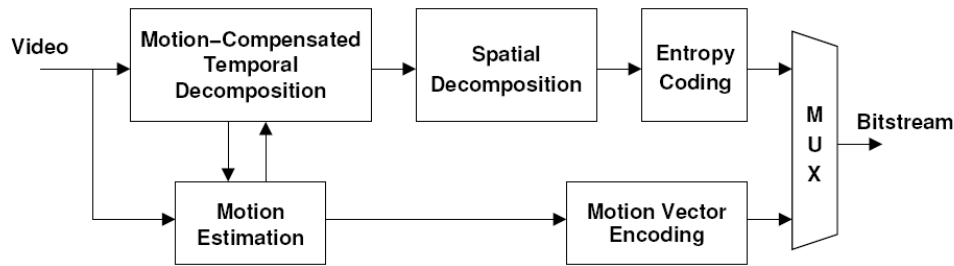 Video
Motion−Compensated
Temporal
Decomposition
Spatial
Decomposition
Entropy
Coding
M
U
X
Bitstream
Motion
Estimation
Motion Vector
Encoding